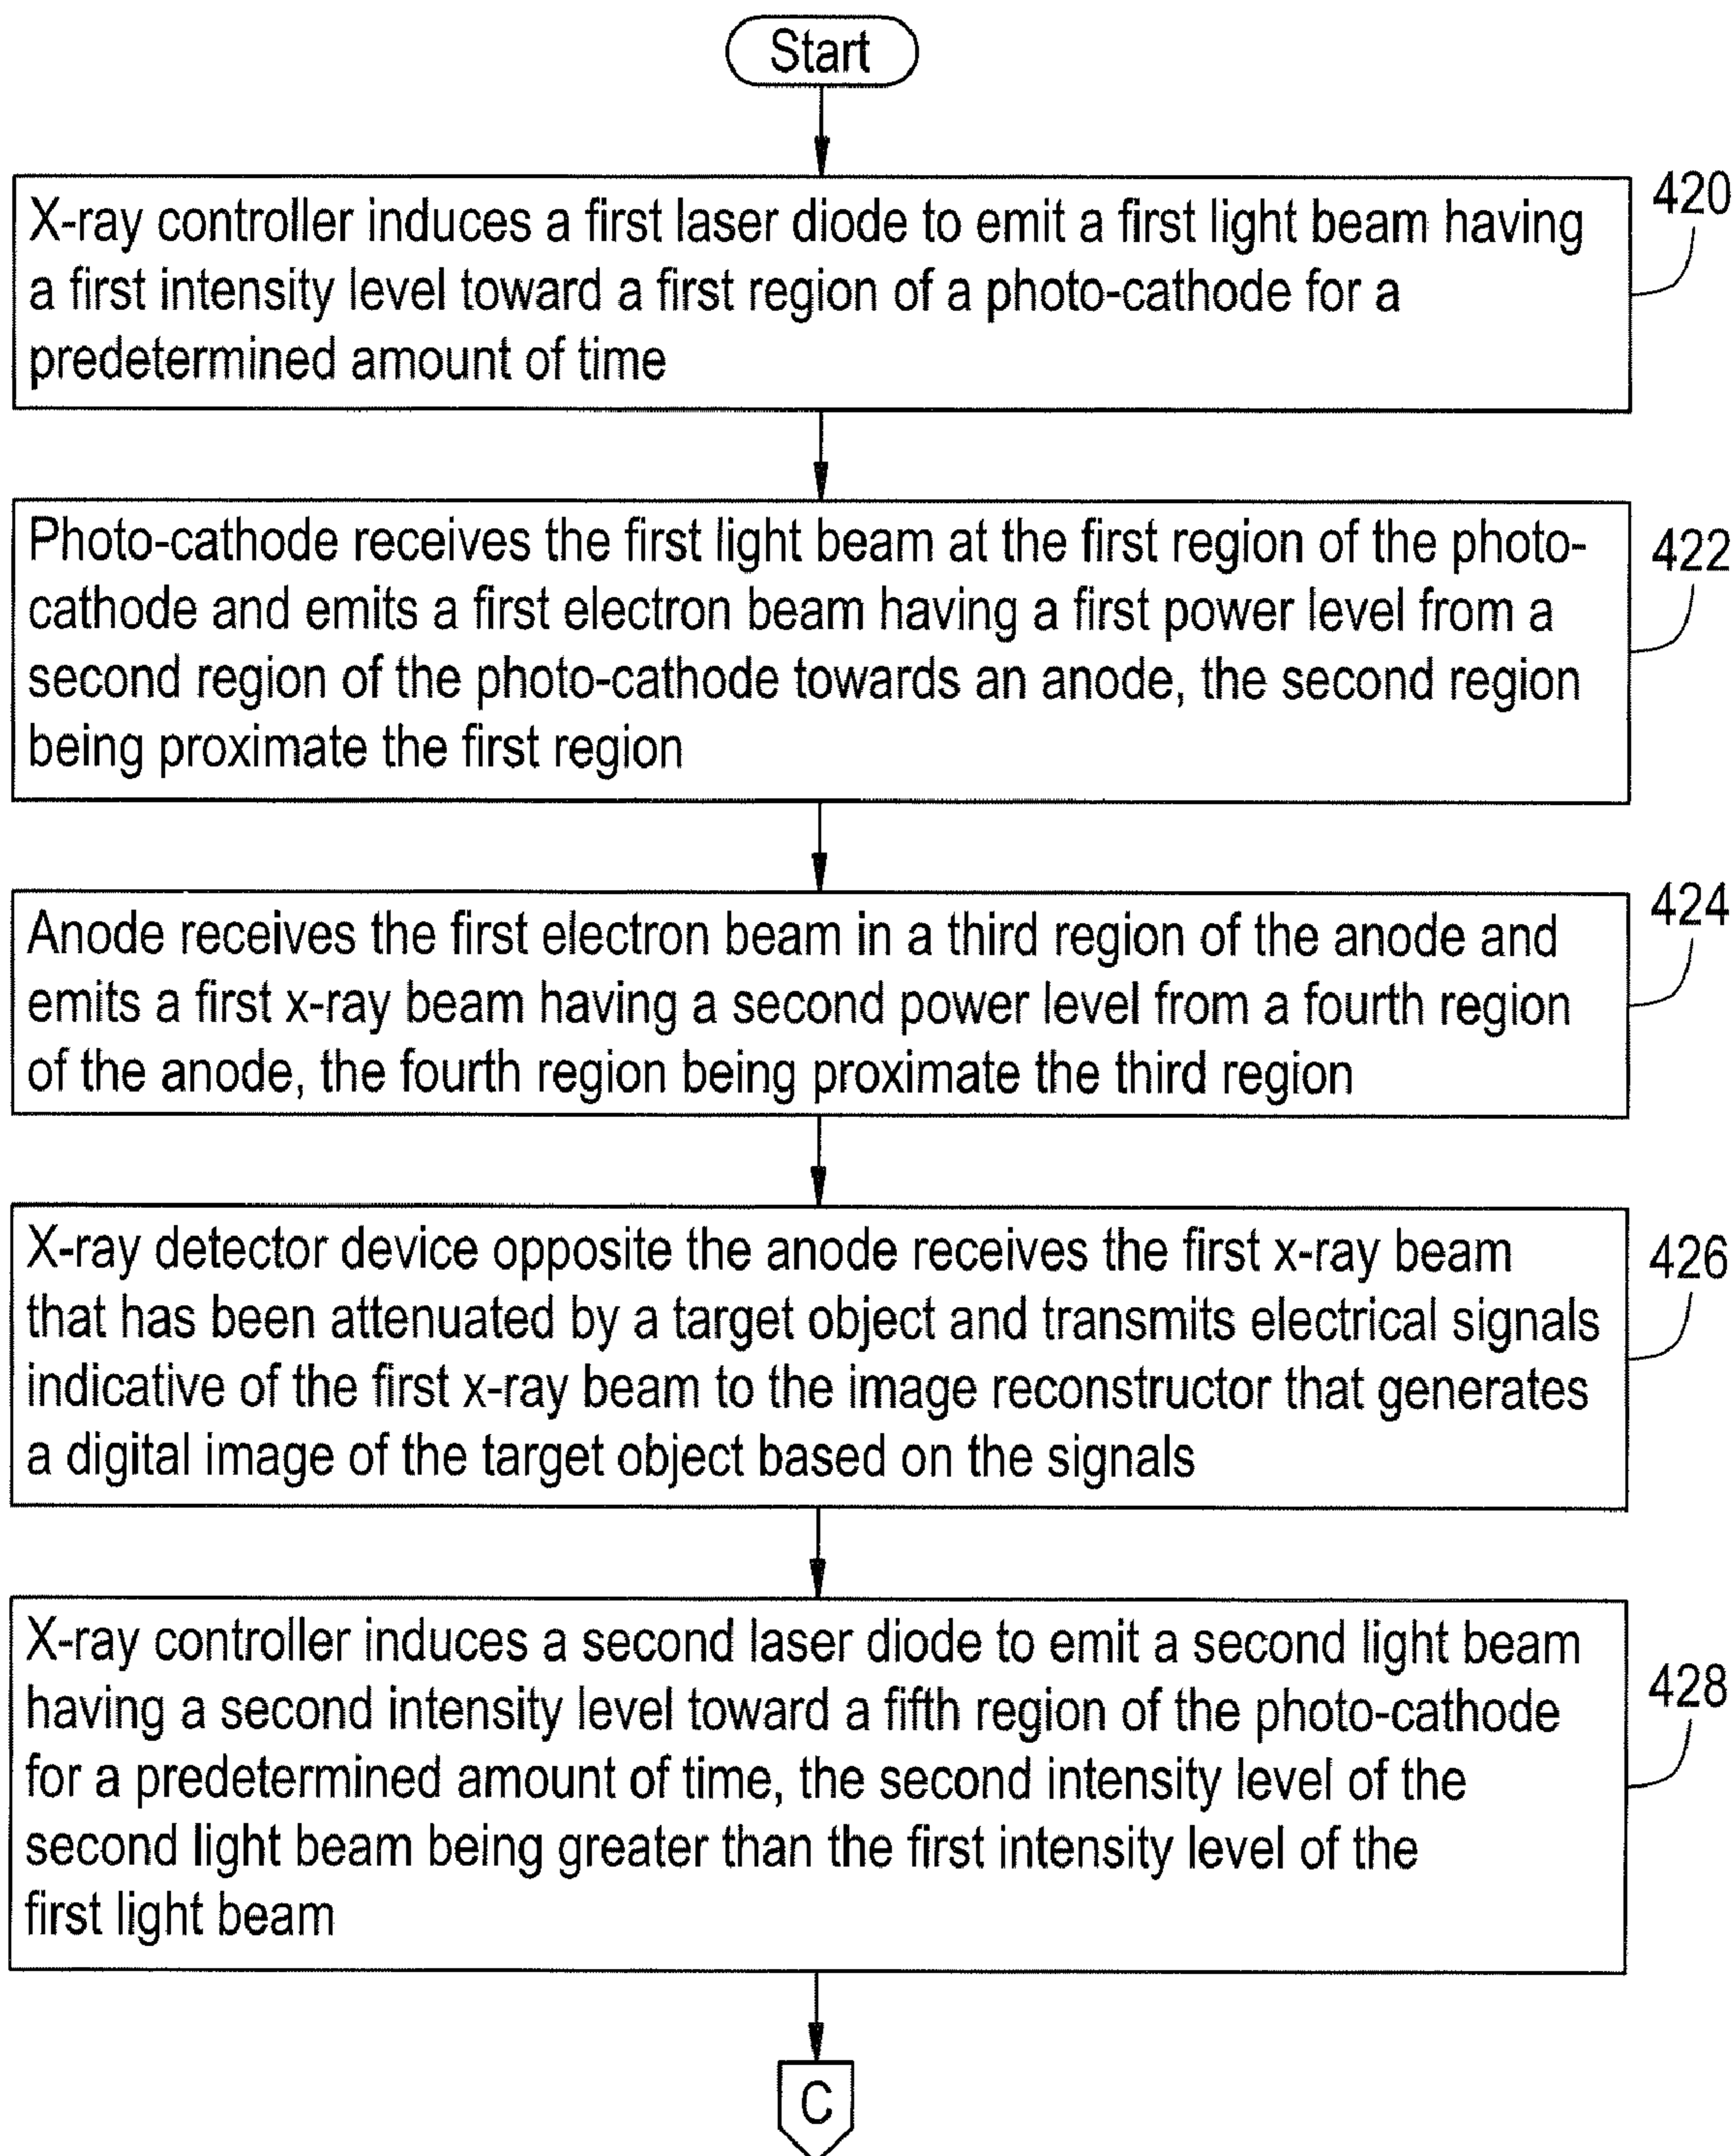 Start
X-ray controller induces a first laser diode to emit a first light beam having
a first intensity level toward a first region of a photo-cathode for a
predetermined amount of time
420
Photo-cathode receives the first light beam at the first region of the photo-
cathode and emits a first electron beam having a first power level from a
second region of the photo-cathode towards an anode, the second region
being proximate the first region
422
Anode receives the first electron beam in a third region of the anode and
emits a first x-ray beam having a second power level from a fourth region
of the anode, the fourth region being proximate the third region
424
X-ray detector device opposite the anode receives the first x-ray beam
that has been attenuated by a target object and transmits electrical signals
indicative of the first x-ray beam to the image reconstructor that generates
a digital image of the target object based on the signals
426
X-ray controller induces a second laser diode to emit a second light beam
having a second intensity level toward a fifth region of the photo-cathode
for a predetermined amount of time, the second intensity level of the
second light beam being greater than the first intensity level of the
first light beam
428
C